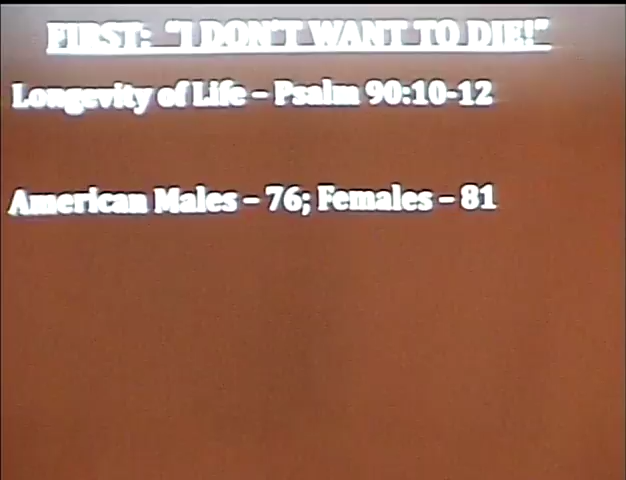 FIRST: "I DON'T WANT TO DIE!"
Longevity of Life – Psalm 90:10-12
American Males – 76; Females – 81